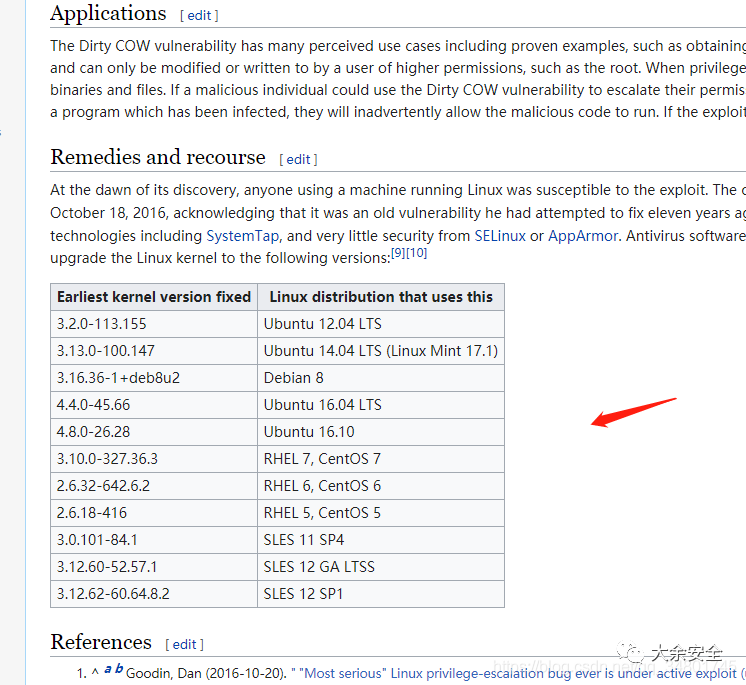 Applications [ edit ]
The Dirty COW vulnerability has many perceived use cases including proven examples, such as obtaining
and can only be modified or written to by a user of higher permissions, such as the root. When privilege
binaries and files. If a malicious individual could use the Dirty COW vulnerability to escalate their permis
a program which has been infected, they will inadvertently allow the malicious code to run. If the exploit
Remedies and recourse [ edit ]
At the dawn of its discovery, anyone using a machine running Linux was susceptible to the exploit. The
October 18, 2016, acknowledging that it was an old vulnerability he had attempted to fix eleven years ag
technologies including SystemTap, and very little security from SELinux or AppArmor. Antivirus software
upgrade the Linux kernel to the following versions:[9][10]
Earliest kernel version fixed Linux distribution that uses this
3.2.0-113.155 Ubuntu 12.04 LTS
3.13.0-100.147 Ubuntu 14.04 LTS (Linux Mint 17.1)
3.16.36-1+deb8u2 Debian 8
4.4.0-45.66 Ubuntu 16.04 LTS
4.8.0-26.28 Ubuntu 16.10
3.10.0-327.36.3 RHEL 7, CentOS 7
2.6.32-642.6.2 RHEL 6, CentOS 6
2.6.18-416 RHEL 5, CentOS 5
3.0.101-84.1 SLES 11 SP4
3.12.60-52.57.1 SLES 12 GA LTSS
3.12.62-60.64.8.2 SLES 12 SP1
References [ edit ]
1. ^ a b Goodin, Dan (2016-10-20). " "Most serious" Linux privilege-escalation bug ever is under active exploit (
大余安全